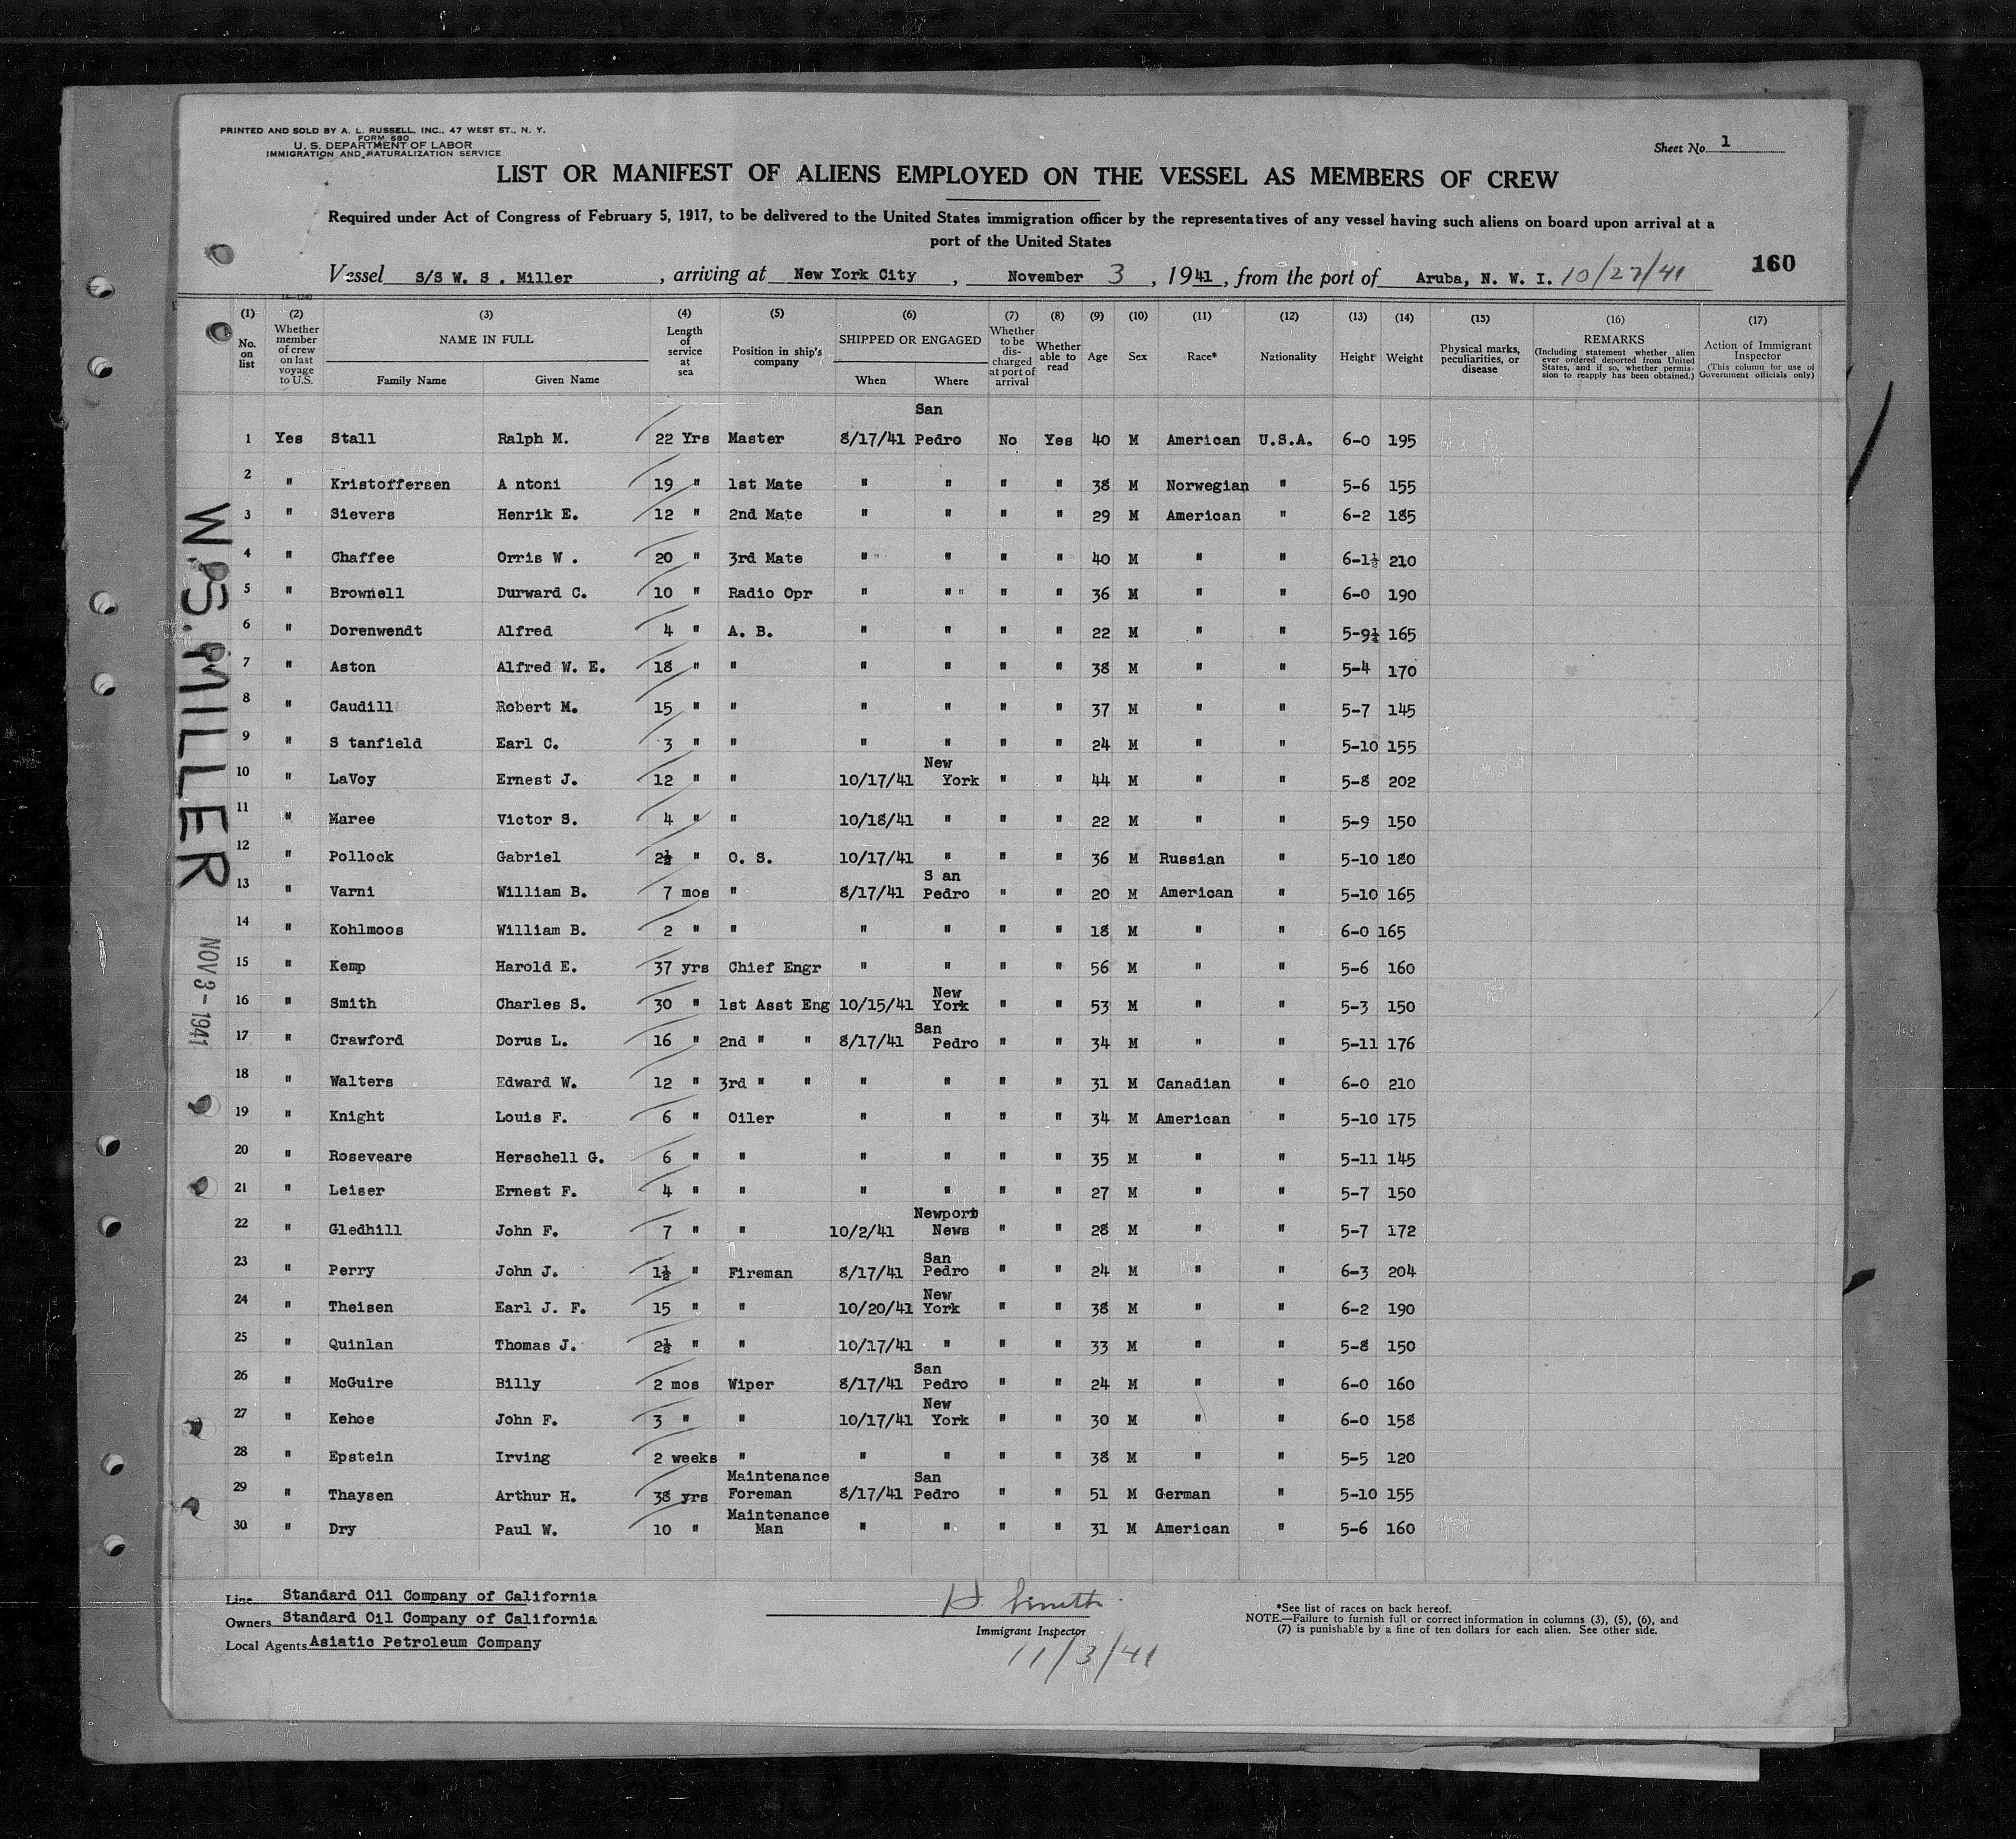 PRINTED AND SOLD BY A. L. RUSSELL, INC., 47 WEST ST., N. Y.
FORM 680
U. S. DEPARTMENT OF LABOR
IMMIGRATION AND NATURALIZATION SERVICE
Sheet No. 1
LIST OR MANIFEST OF ALIENS EMPLOYED ON THE VESSEL AS MEMBERS OF CREW
Required under Act of Congress of February 5, 1917, to be delivered to the United States immigration officer by the representatives of any vessel having such aliens on board upon arrival at a
port of the United States
160
Vessel S/S W. S . Miller , arriving at New York City , November 3 , 1941 , from the port of Aruba, N. W. I. 10/27/41
14—1240
(1) (2) (3) (4) (5) (6) (7) (8) (9) (10) (11) (12) (13) (14) (15) (16) (17)
No. on list Whether member of crew on last voyage to U.S. NAME IN FULL Family Name Given Name Length of service at sea Position in ship's company SHIPPED OR ENGAGED When Where Whether to be dis- charged at port of arrival Whether able to read Age Sex Race* Nationality Height Weight Physical marks, peculiarities, or disease REMARKS (Including statement whether alien ever ordered deported from United States, and if so, whether permis- sion to reapply has been obtained.) Action of Immigrant Inspector (This column for use of Government officials only)
San
1 Yes Stall Ralph M. 22 Yrs Master 8/17/41 Pedro No Yes 40 M American U.S.A. 6-0 195
2 " Kristoffersen A ntoni 19 " 1st Mate " " " " 38 M Norwegian " 5-6 155
3 " Sievers Henrik E. 12 " 2nd Mate " " " " 29 M American " 6-2 185
4 " Chaffee Orris W . 20 " 3rd Mate " " " " 40 M " " 6-1½ 210
5 " Brownell Durward C. 10 " Radio Opr " " " " 36 M " " 6-0 190
6 " Dorenwendt Alfred 4 " A. B. " " " " 22 M " " 5-9½ 165
7 " Aston Alfred W. E. 18 " " " " " " 38 M " " 5-4 170
8 " Caudill Robert M. 15 " " " " " " 37 M " " 5-7 145
9 " S tanfield Earl C. 3 " " " " " " 24 M " " 5-10 155
New
10 " LaVoy Ernest J. 12 " " 10/17/41 York " " 44 M " " 5-8 202
11 " Maree Victor S. 4 " " 10/18/41 " " " 22 M " " 5-9 150
12 " Pollock Gabriel 2½ " O. S. 10/17/41 " " " 36 M Russian " 5-10 180
S an
13 " Varni William B. 7 mos " 8/17/41 Pedro " " 20 M American " 5-10 165
14 " Kohlmoos William B. 2 " " " " " " 18 M " " 6-0 165
15 " Kemp Harold E. 37 yrs Chief Engr " " " " 56 M " " 5-6 160
New
16 " Smith Charles S. 30 " 1st Asst Eng 10/15/41 York " " 53 M " " 5-3 150
San
17 " Crawford Dorus L. 16 " 2nd " " 8/17/41 Pedro " " 34 M " " 5-11 176
18 " Walters Edward W. 12 " 3rd " " " " " " 31 M Canadian " 6-0 210
19 " Knight Louis F. 6 " Oiler " " " " 34 M American " 5-10 175
20 " Roseveare Herschell G. 6 " " " " " " 35 M " " 5-11 145
21 " Leiser Ernest F. 4 " " " " " " 27 M " " 5-7 150
Newport
22 " Gledhill John F. 7 " " 10/2/41 News " " 28 M " " 5-7 172
San
23 " Perry John J. 1½ " Fireman 8/17/41 Pedro " " 24 M " " 6-3 204
New
24 " Theisen Earl J. F. 15 " " 10/20/41 York " " 38 M " " 6-2 190
25 " Quinlan Thomas J. 2½ " " 10/17/41 " " " 33 M " " 5-8 150
San
26 " McGuire Billy 2 mos Wiper 8/17/41 Pedro " " 24 M " " 6-0 160
New
27 " Kehoe John F. 3 " " 10/17/41 York " " 30 M " " 6-0 158
28 " Epstein Irving 2 weeks " " " " " 38 M " " 5-5 120
Maintenance San
29 " Thaysen Arthur H. 38 yrs Foreman 8/17/41 Pedro " " 51 M German " 5-10 155
Maintenance
30 " Dry Paul W. 10 " Man " " " " 31 M American " 5-6 160
W.S. MILLER
NOV 3 - 1941
Line Standard Oil Company of California
Owners Standard Oil Company of California
Local Agents Asiatic Petroleum Company
H. Smith
Immigrant Inspector
11/3/41
*See list of races on back hereof.
NOTE.—Failure to furnish full or correct information in columns (3), (5), (6), and
(7) is punishable by a fine of ten dollars for each alien. See other side.